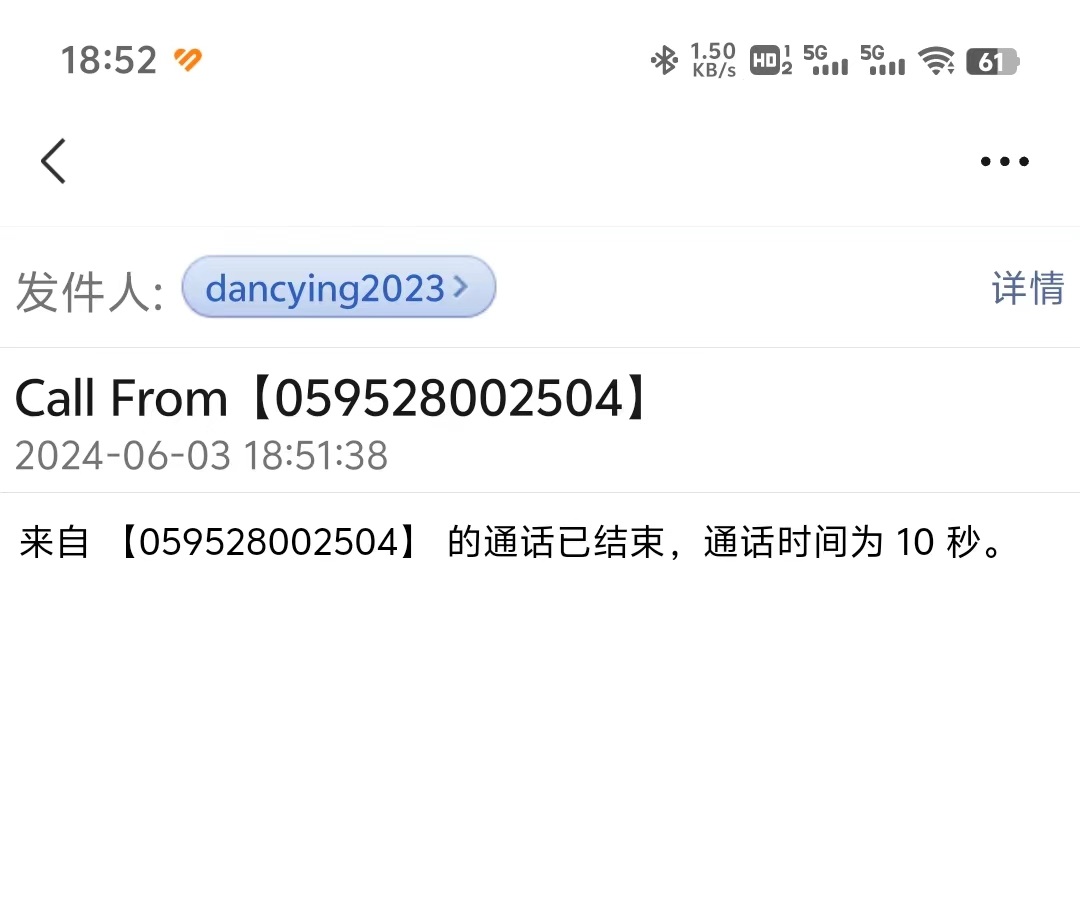 18:52 1.50 KB/s HD 1 2 5G 5G 61
发件人: dancying2023
详情
Call From【059528002504】
2024-06-03 18:51:38
来自 【059528002504】 的通话已结束，通话时间为 10 秒。